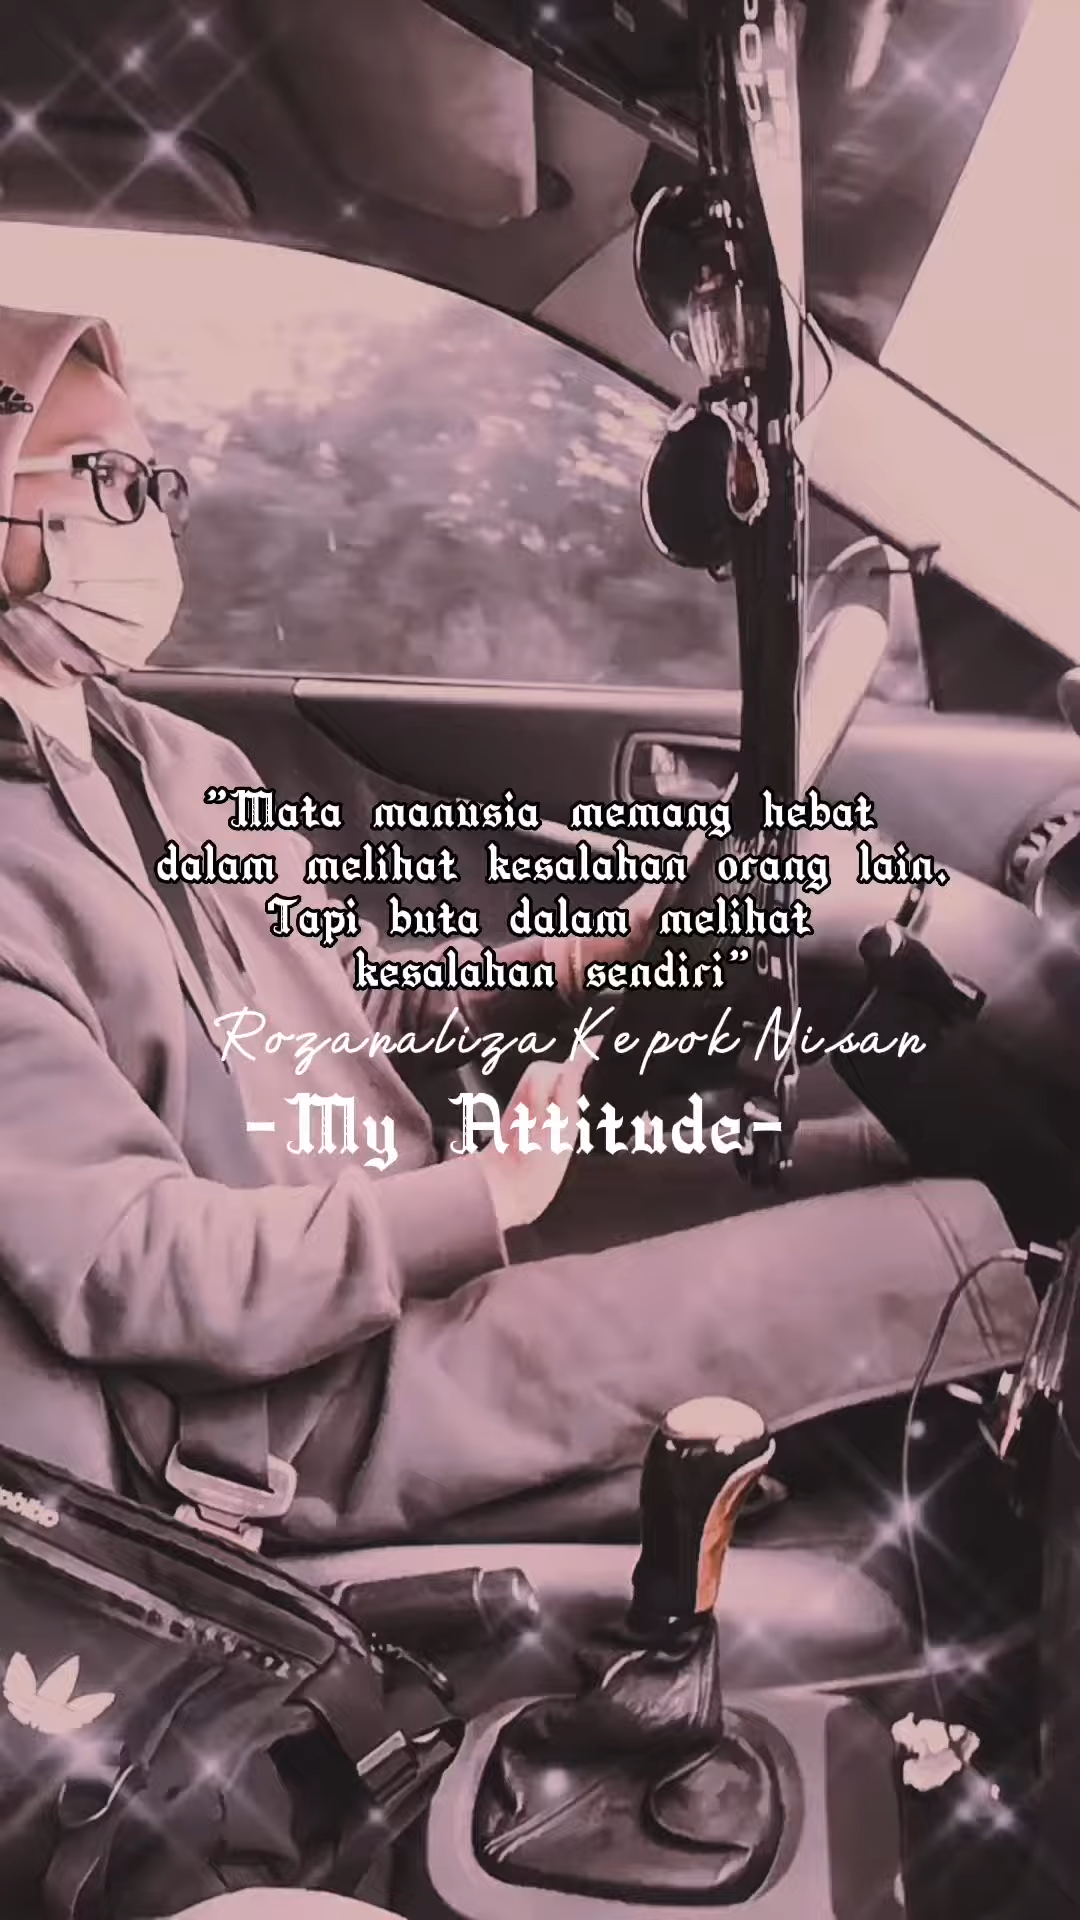 "Mata manusia memang hebat
dalam melihat kesalahan orang lain.
Tapi buta dalam melihat
kesalahan sendiri"
Rozanaliza Kepok Nisan
-My Attitude-